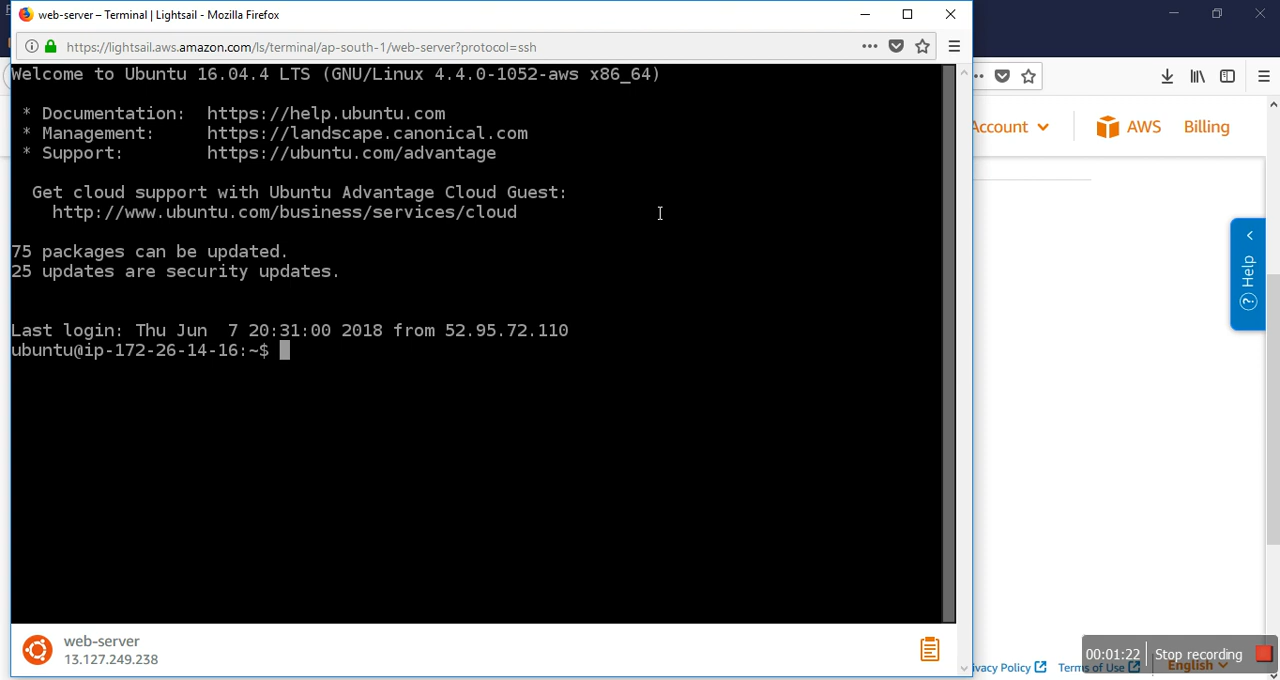 web-server – Terminal | Lightsail - Mozilla Firefox
https://lightsail.aws.amazon.com/ls/terminal/ap-south-1/web-server?protocol=ssh
Welcome to Ubuntu 16.04.4 LTS (GNU/Linux 4.4.0-1052-aws x86_64)
* Documentation: https://help.ubuntu.com
* Management: https://landscape.canonical.com
* Support: https://ubuntu.com/advantage
Get cloud support with Ubuntu Advantage Cloud Guest:
http://www.ubuntu.com/business/services/cloud
75 packages can be updated.
25 updates are security updates.
Last login: Thu Jun 7 20:31:00 2018 from 52.95.72.110
ubuntu@ip-172-26-14-16:~$
web-server
13.127.249.238
Account
AWS
Billing
? Help
00:01:22 Stop recording
ivacy Policy
Terms of Use
English